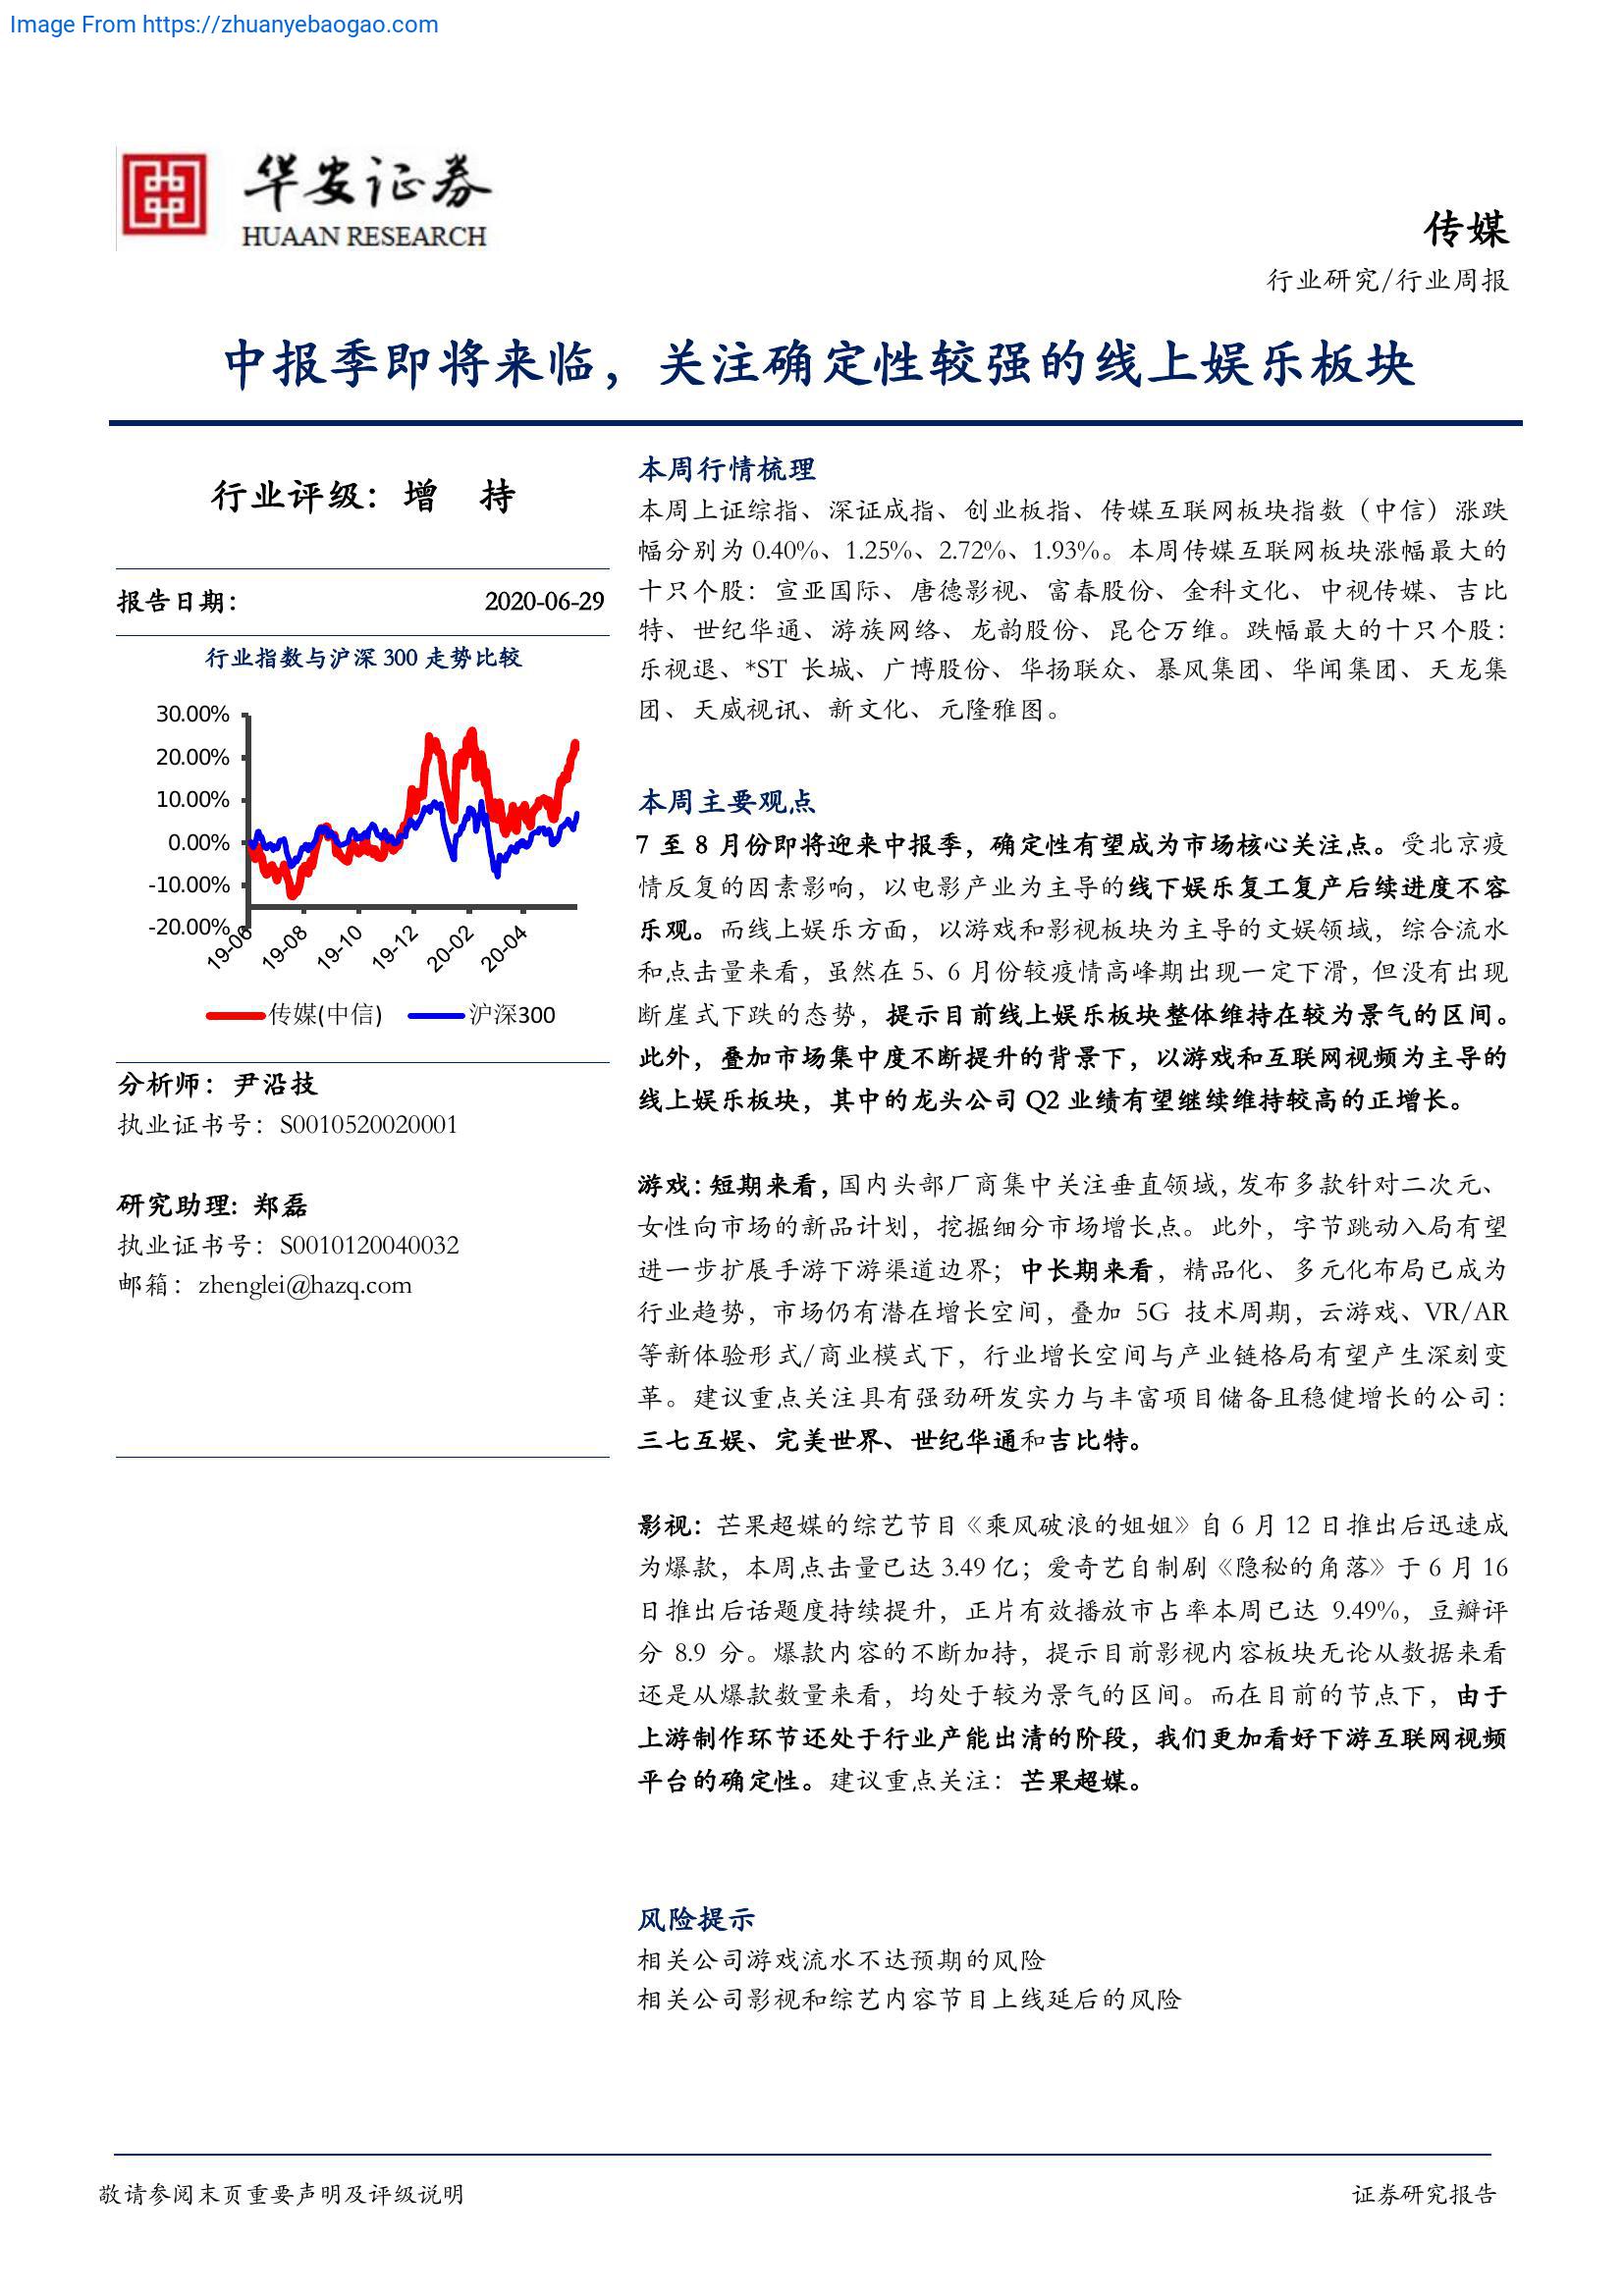 Image From https://zhuanyebaogao.com
华安证券
HUAAN RESEARCH
传媒
行业研究/行业周报
中报季即将来临，关注确定性较强的线上娱乐板块
行业评级：增 持
报告日期： 2020-06-29
行业指数与沪深 300 走势比较
30.00%
20.00%
10.00%
0.00%
-10.00%
-20.00%
19-06
19-08
19-10
19-12
20-02
20-04
传媒(中信) 沪深300
分析师：尹沿技
执业证书号：S0010520020001
研究助理：郑磊
执业证书号：S0010120040032
邮箱：zhenglei@hazq.com
本周行情梳理
本周上证综指、深证成指、创业板指、传媒互联网板块指数（中信）涨跌
幅分别为 0.40%、1.25%、2.72%、1.93%。本周传媒互联网板块涨幅最大的
十只个股：宣亚国际、唐德影视、富春股份、金科文化、中视传媒、吉比
特、世纪华通、游族网络、龙韵股份、昆仑万维。跌幅最大的十只个股：
乐视退、*ST 长城、广博股份、华扬联众、暴风集团、华闻集团、天龙集
团、天威视讯、新文化、元隆雅图。
本周主要观点
7 至 8 月份即将迎来中报季，确定性有望成为市场核心关注点。受北京疫
情反复的因素影响，以电影产业为主导的线下娱乐复工复产后续进度不容
乐观。而线上娱乐方面，以游戏和影视板块为主导的文娱领域，综合流水
和点击量来看，虽然在 5、6 月份较疫情高峰期出现一定下滑，但没有出现
断崖式下跌的态势，提示目前线上娱乐板块整体维持在较为景气的区间。
此外，叠加市场集中度不断提升的背景下，以游戏和互联网视频为主导的
线上娱乐板块，其中的龙头公司 Q2 业绩有望继续维持较高的正增长。
游戏：短期来看，国内头部厂商集中关注垂直领域，发布多款针对二次元、
女性向市场的新品计划，挖掘细分市场增长点。此外，字节跳动入局有望
进一步扩展手游下游渠道边界；中长期来看，精品化、多元化布局已成为
行业趋势，市场仍有潜在增长空间，叠加 5G 技术周期，云游戏、VR/AR
等新体验形式/商业模式下，行业增长空间与产业链格局有望产生深刻变
革。建议重点关注具有强劲研发实力与丰富项目储备且稳健增长的公司：
三七互娱、完美世界、世纪华通和吉比特。
影视：芒果超媒的综艺节目《乘风破浪的姐姐》自 6 月 12 日推出后迅速成
为爆款，本周点击量已达 3.49 亿；爱奇艺自制剧《隐秘的角落》于 6 月 16
日推出后话题度持续提升，正片有效播放市占率本周已达 9.49%，豆瓣评
分 8.9 分。爆款内容的不断加持，提示目前影视内容板块无论从数据来看
还是从爆款数量来看，均处于较为景气的区间。而在目前的节点下，由于
上游制作环节还处于行业产能出清的阶段，我们更加看好下游互联网视频
平台的确定性。建议重点关注：芒果超媒。
风险提示
相关公司游戏流水不达预期的风险
相关公司影视和综艺内容节目上线延后的风险
敬请参阅末页重要声明及评级说明 证券研究报告